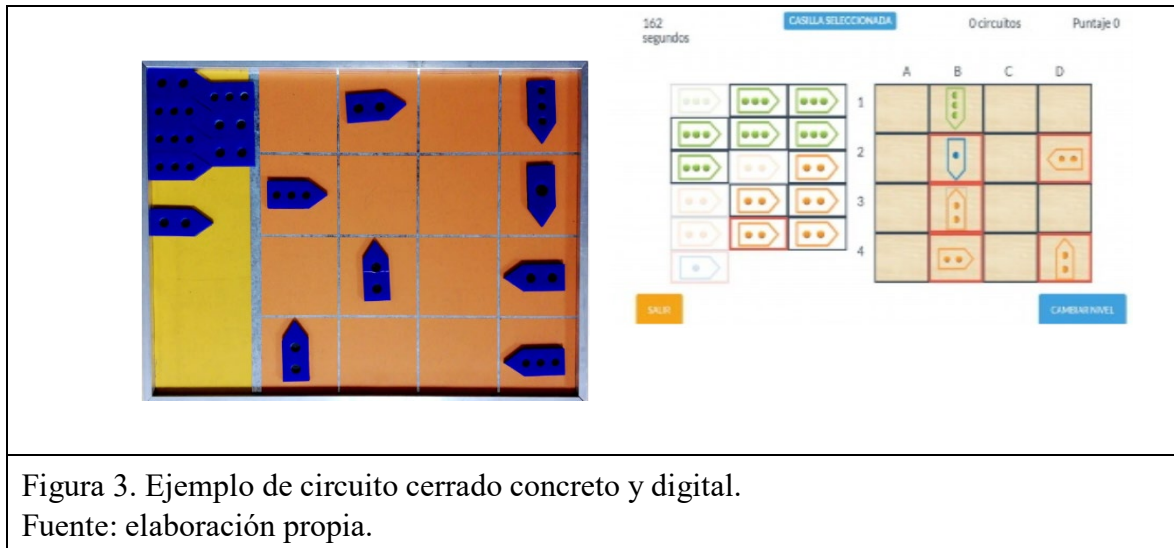 162
segundos
CASILLA SELECCIONADA
0 circuitos
Puntaje 0
A B C D
1
2
3
4
SALIR
CAMBIAR NIVEL
Figura 3. Ejemplo de circuito cerrado concreto y digital.
Fuente: elaboración propia.